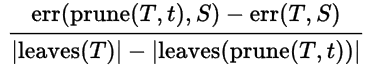 err(prune(T, t), S) − err(T, S)
|leaves(T)| − |leaves(prune(T, t))|